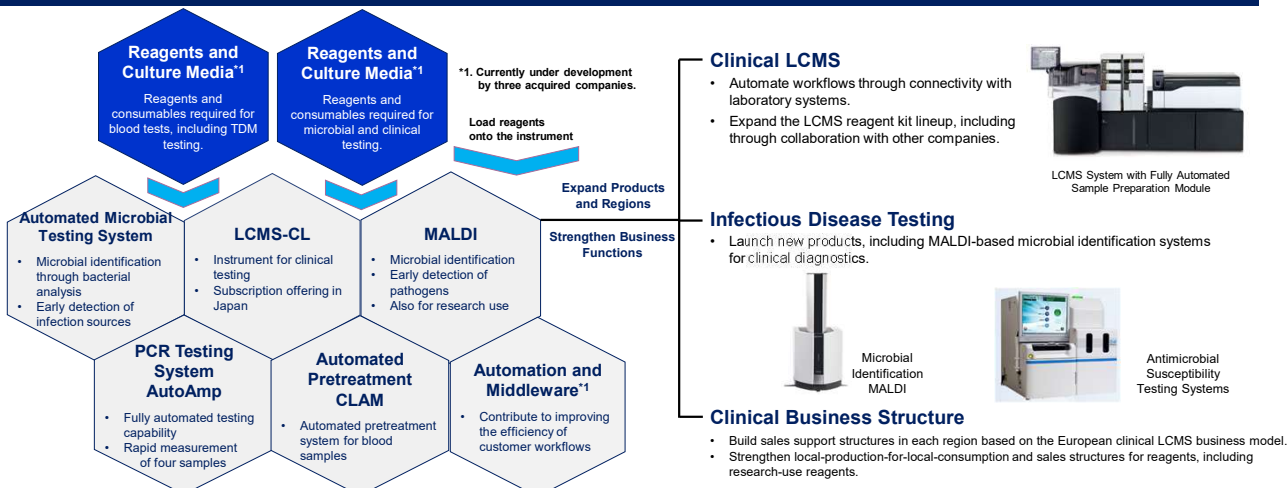 Reagents and
Culture Media*1
Reagents and
consumables required for
blood tests, including TDM
testing.
Reagents and
Culture Media*1
Reagents and
consumables required for
microbial and clinical
testing.
*1. Currently under development
by three acquired companies.
Load reagents
onto the instrument
Automated Microbial
Testing System
• Microbial identification
through bacterial
analysis
• Early detection of
infection sources
LCMS-CL
• Instrument for clinical
testing
• Subscription offering in
Japan
MALDI
• Microbial identification
• Early detection of
pathogens
• Also for research use
PCR Testing
System
AutoAmp
• Fully automated testing
capability
• Rapid measurement
of four samples
Automated
Pretreatment
CLAM
• Automated pretreatment
system for blood
samples
Automation and
Middleware*1
• Contribute to improving
the efficiency of
customer workflows
Expand Products
and Regions
Strengthen Business
Functions
Clinical LCMS
• Automate workflows through connectivity with
laboratory systems.
• Expand the LCMS reagent kit lineup, including
through collaboration with other companies.
LCMS System with Fully Automated
Sample Preparation Module
Infectious Disease Testing
• Launch new products, including MALDI-based microbial identification systems
for clinical diagnostics.
Microbial
Identification
MALDI
Antimicrobial
Susceptibility
Testing Systems
Clinical Business Structure
• Build sales support structures in each region based on the European clinical LCMS business model.
• Strengthen local-production-for-local-consumption and sales structures for reagents, including
research-use reagents.